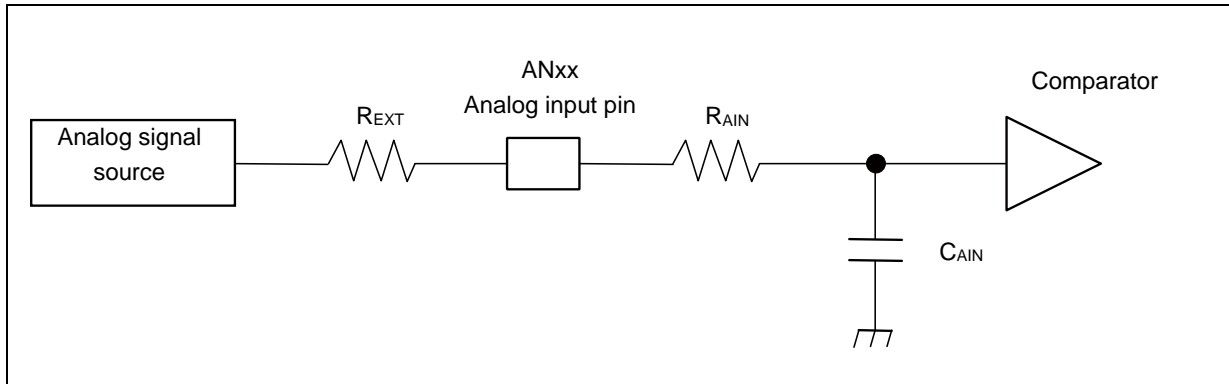 ANxx
Analog input pin
Comparator
Analog signal
source
REXT
RAIN
CAIN